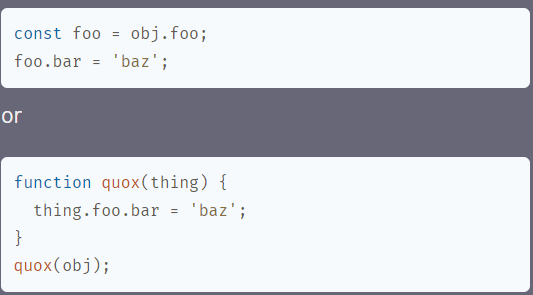 const foo = obj.foo;
foo.bar = 'baz';
or
function quox(thing) {
  thing.foo.bar = 'baz';
}
quox(obj);